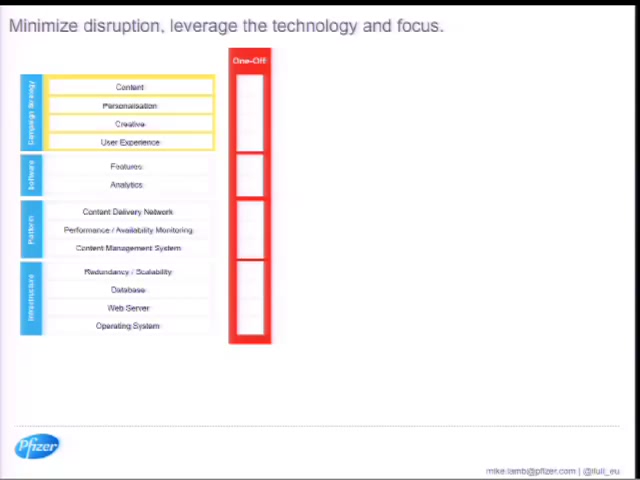 Minimize disruption, leverage the technology and focus.
One-Off
Campaign Strategy
Content
Personalisation
Creative
User Experience
Software
Features
Analytics
Platform
Content Delivery Network
Performance / Availability Monitoring
Content Management System
Infrastructure
Redundancy / Scalability
Database
Web Server
Operating System
Pfizer
mike.lamb@pfizer.com |